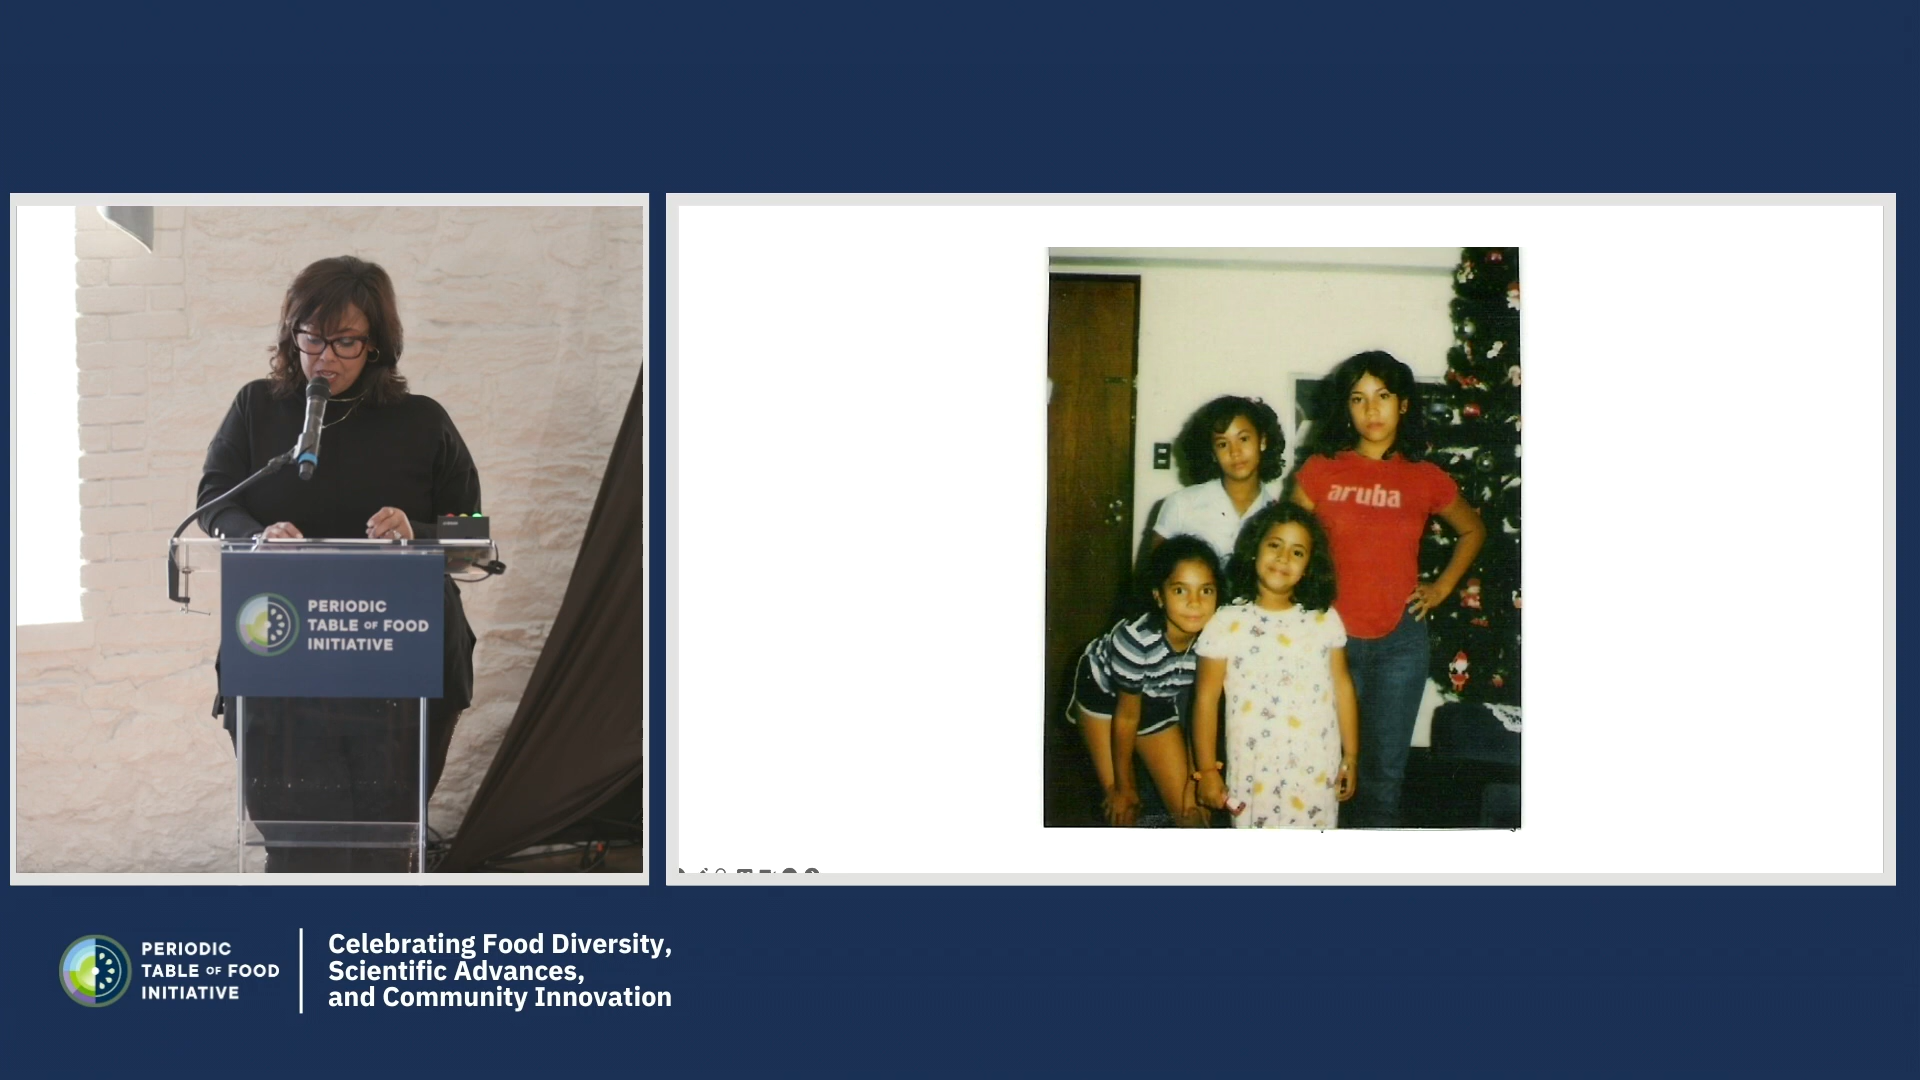 aruba
PERIODIC
TABLE OF FOOD
INITIATIVE
PERIODIC
TABLE OF FOOD
INITIATIVE
Celebrating Food Diversity,
Scientific Advances,
and Community Innovation